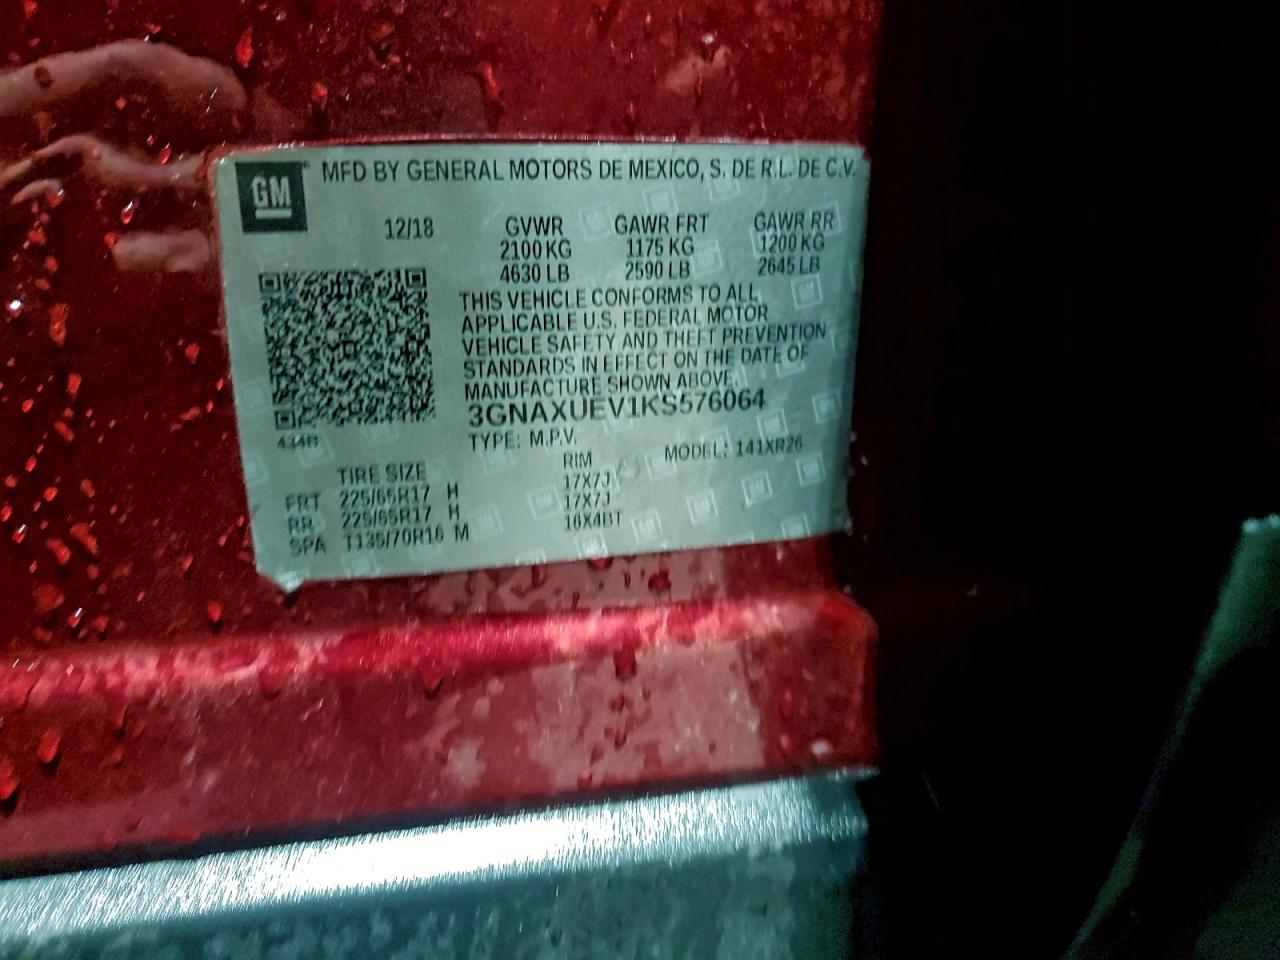 GM MFD BY GENERAL MOTORS DE MEXICO, S. DE R.L. DE C.V.
12/18 GVWR GAWR FRT GAWR RR
2100 KG 1175 KG 1200 KG
4630 LB 2590 LB 2645 LB
THIS VEHICLE CONFORMS TO ALL
APPLICABLE U.S. FEDERAL MOTOR
VEHICLE SAFETY AND THEFT PREVENTION
STANDARDS IN EFFECT ON THE DATE OF
MANUFACTURE SHOWN ABOVE.
3GNAXUEV1KS576064
434B TYPE: M.P.V. MODEL: 141XR26
TIRE SIZE RIM
FRT 225/65R17 H 17X7J
RR 225/65R17 H 17X7J
SPA T135/70R16 M 16X4BT